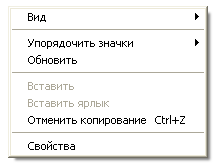 Вид
Упорядочить значки
Обновить
Вставить
Вставить ярлык
Отменить копирование Ctrl+Z
Свойства